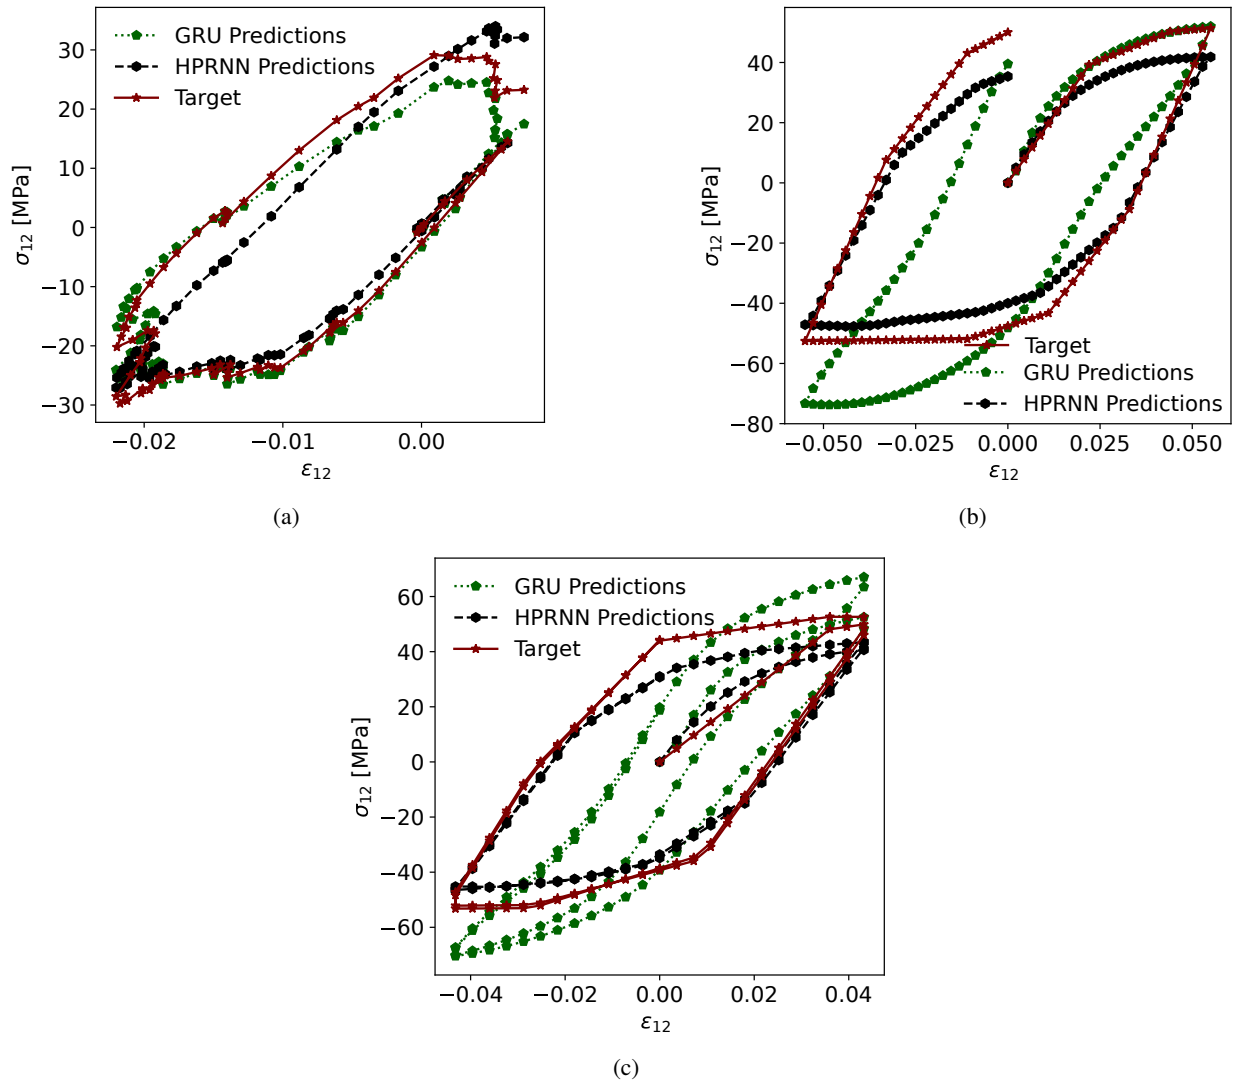 GRU Predictions
HPRNN Predictions
Target
30
20
10
0
−10
−20
−30
σ12 [MPa]
−0.02
−0.01
0.00
ε12
(a)
40
20
0
−20
−40
−60
−80
σ12 [MPa]
Target
GRU Predictions
HPRNN Predictions
−0.050
−0.025
0.000
0.025
0.050
ε12
(b)
GRU Predictions
HPRNN Predictions
Target
60
40
20
0
−20
−40
−60
σ12 [MPa]
−0.04
−0.02
0.00
0.02
0.04
ε12
(c)